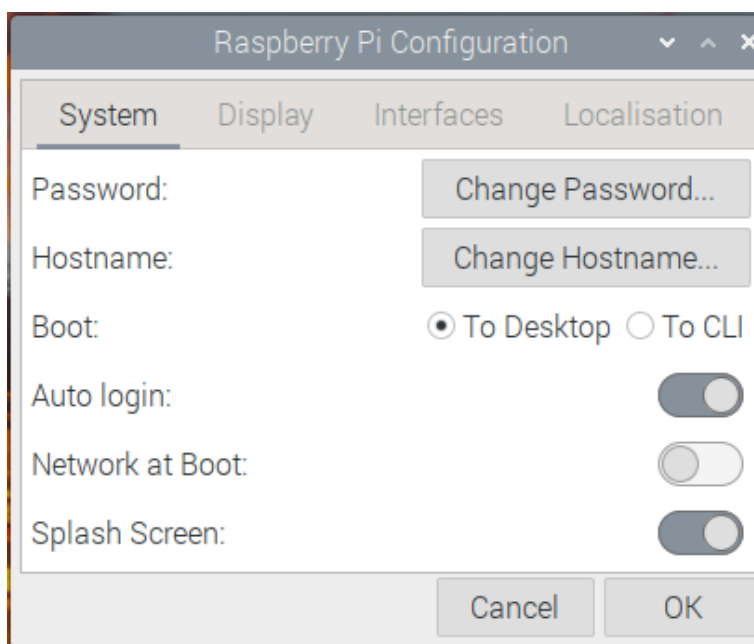 Raspberry Pi Configuration
System Display Interfaces Localisation
Password: Change Password...
Hostname: Change Hostname...
Boot: To Desktop To CLI
Auto login:
Network at Boot:
Splash Screen:
Cancel OK